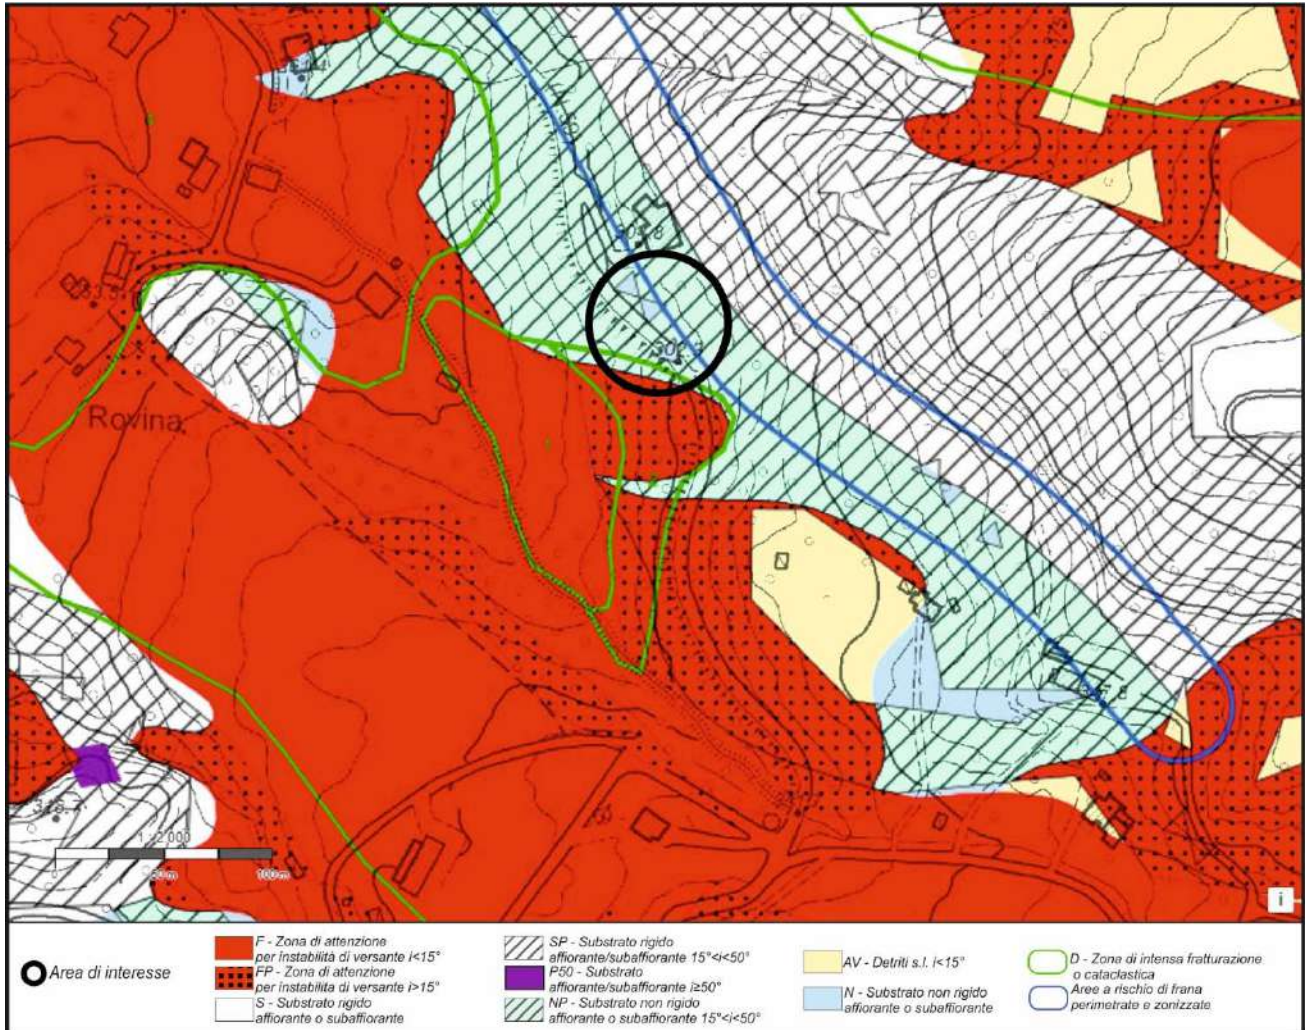 Rovina
1 : 2 000
100 m
i
Area di interesse
F - Zona di attenzione
per instabilità di versante i<15°
FP - Zona di attenzione
per instabilità di versante i>15°
S - Substrato rigido
affiorante o subaffiorante
SP - Substrato rigido
affiorante/subaffiorante 15°<i<50°
P50 - Substrato
affiorante/subaffiorante i≥50°
NP - Substrato non rigido
affiorante o subaffiorante 15°<i<50°
AV - Detriti s.l. i<15°
N - Substrato non rigido
affiorante o subaffiorante
D - Zona di intensa fratturazione
o cataclastica
Aree a rischio di frana
perimetrate e zonizzate